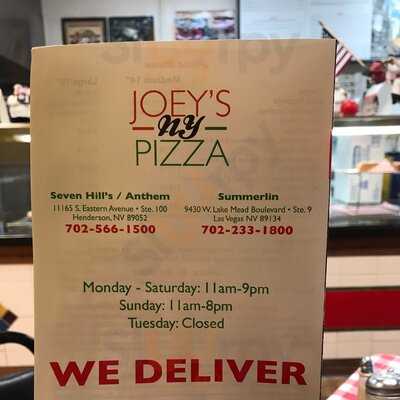 JOEY'S
NY
PIZZA
Seven Hill's / Anthem
11165 S. Eastern Avenue • Ste. 100
Henderson, NV 89052
702-566-1500
Summerlin
9430 W. Lake Mead Boulevard • Ste. 9
Las Vegas NV 89134
702-233-1800
Monday - Saturday: 11am-9pm
Sunday: 11am-8pm
Tuesday: Closed
WE DELIVER